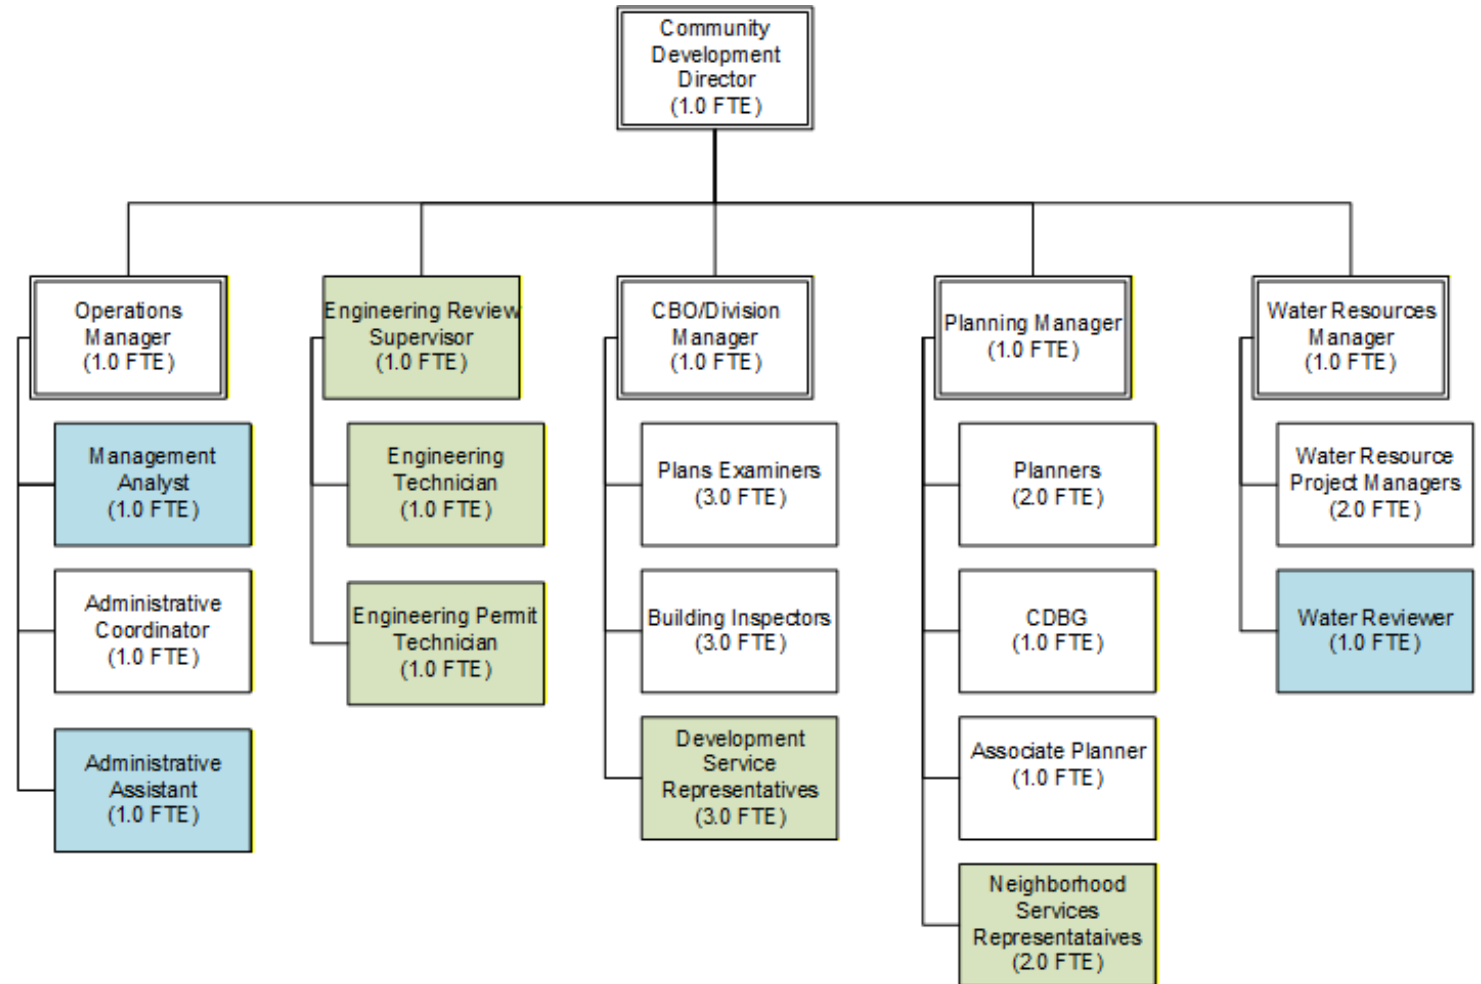 Community
Development
Director
(1.0 FTE)
Operations
Manager
(1.0 FTE)
Management
Analyst
(1.0 FTE)
Administrative
Coordinator
(1.0 FTE)
Administrative
Assistant
(1.0 FTE)
Engineering Review
Supervisor
(1.0 FTE)
Engineering
Technician
(1.0 FTE)
Engineering Permit
Technician
(1.0 FTE)
CBO/Division
Manager
(1.0 FTE)
Plans Examiners
(3.0 FTE)
Building Inspectors
(3.0 FTE)
Development
Service
Representatives
(3.0 FTE)
Planning Manager
(1.0 FTE)
Planners
(2.0 FTE)
CDBG
(1.0 FTE)
Associate Planner
(1.0 FTE)
Neighborhood
Services
Representataives
(2.0 FTE)
Water Resources
Manager
(1.0 FTE)
Water Resource
Project Managers
(2.0 FTE)
Water Reviewer
(1.0 FTE)